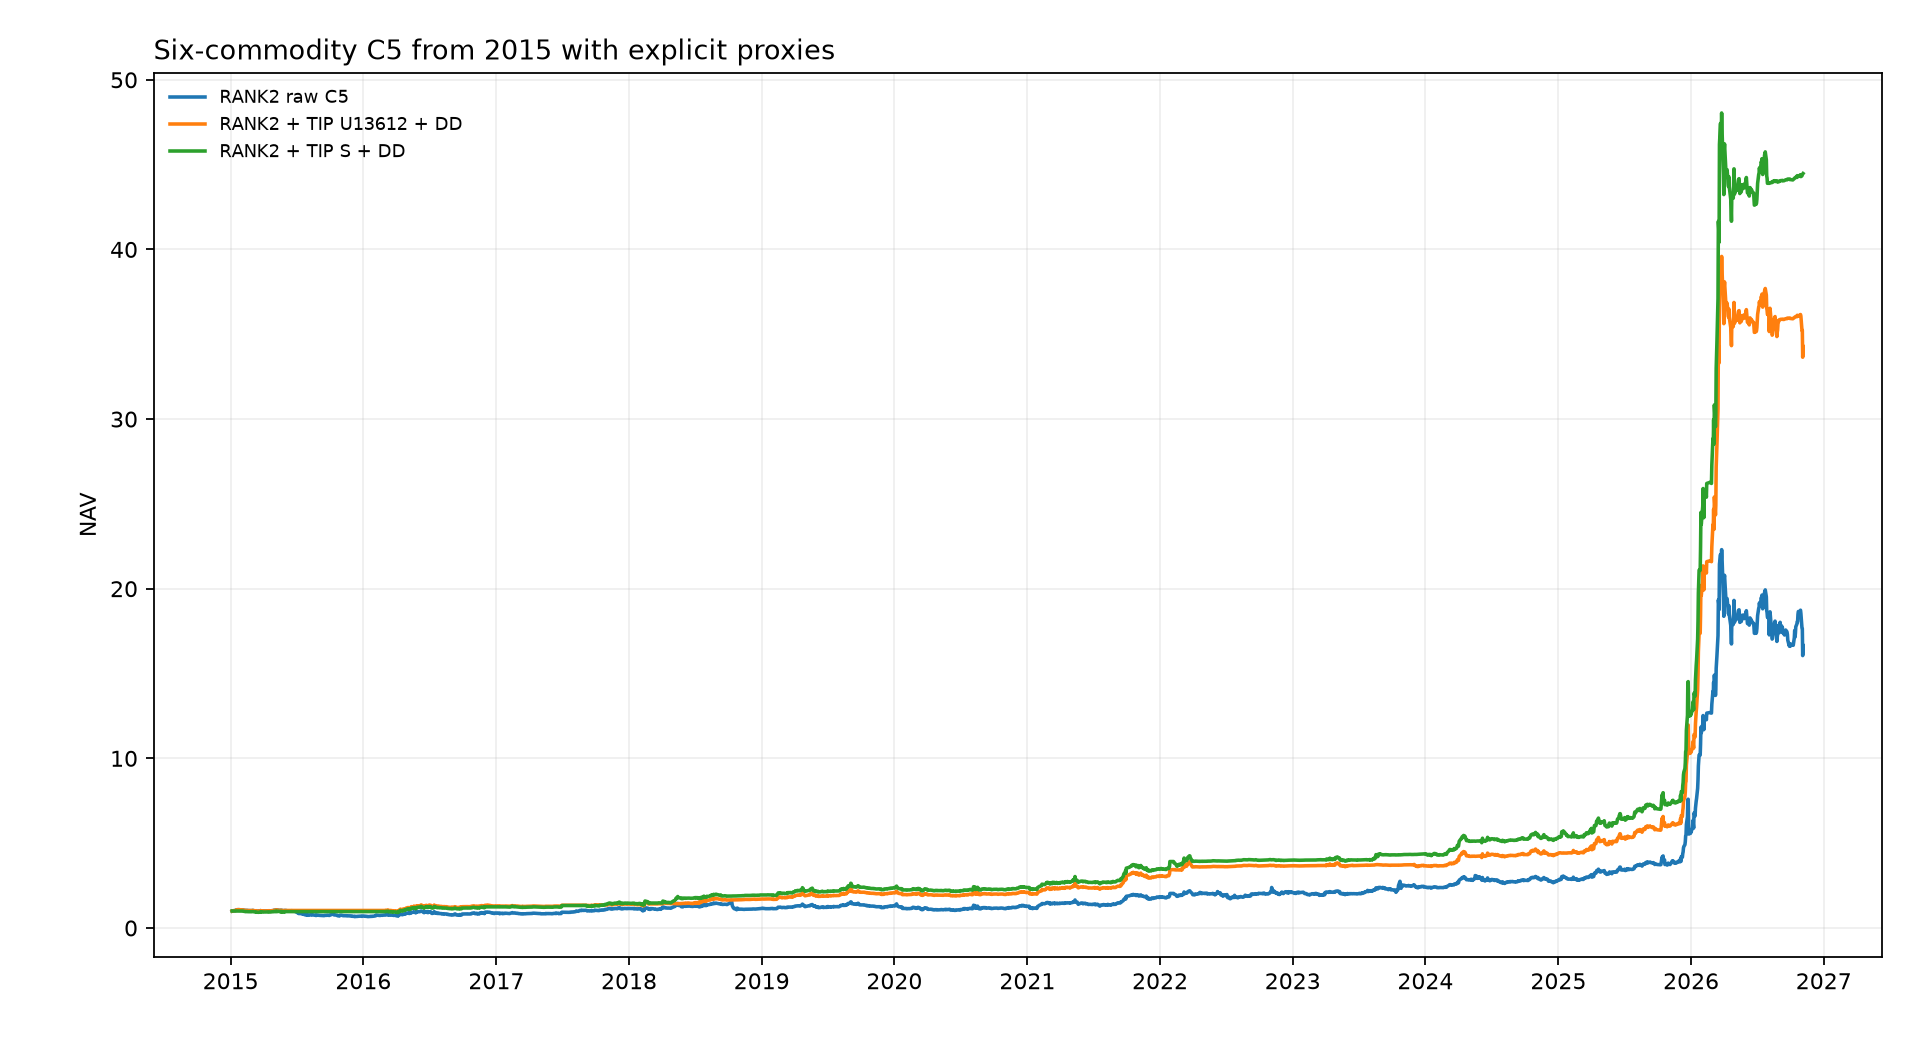 Six-commodity C5 from 2015 with explicit proxies
50
RANK2 raw C5
RANK2 + TIP U13612 + DD
RANK2 + TIP S + DD
40
30
NAV
20
10
0
2015 2016 2017 2018 2019 2020 2021 2022 2023 2024 2025 2026 2027